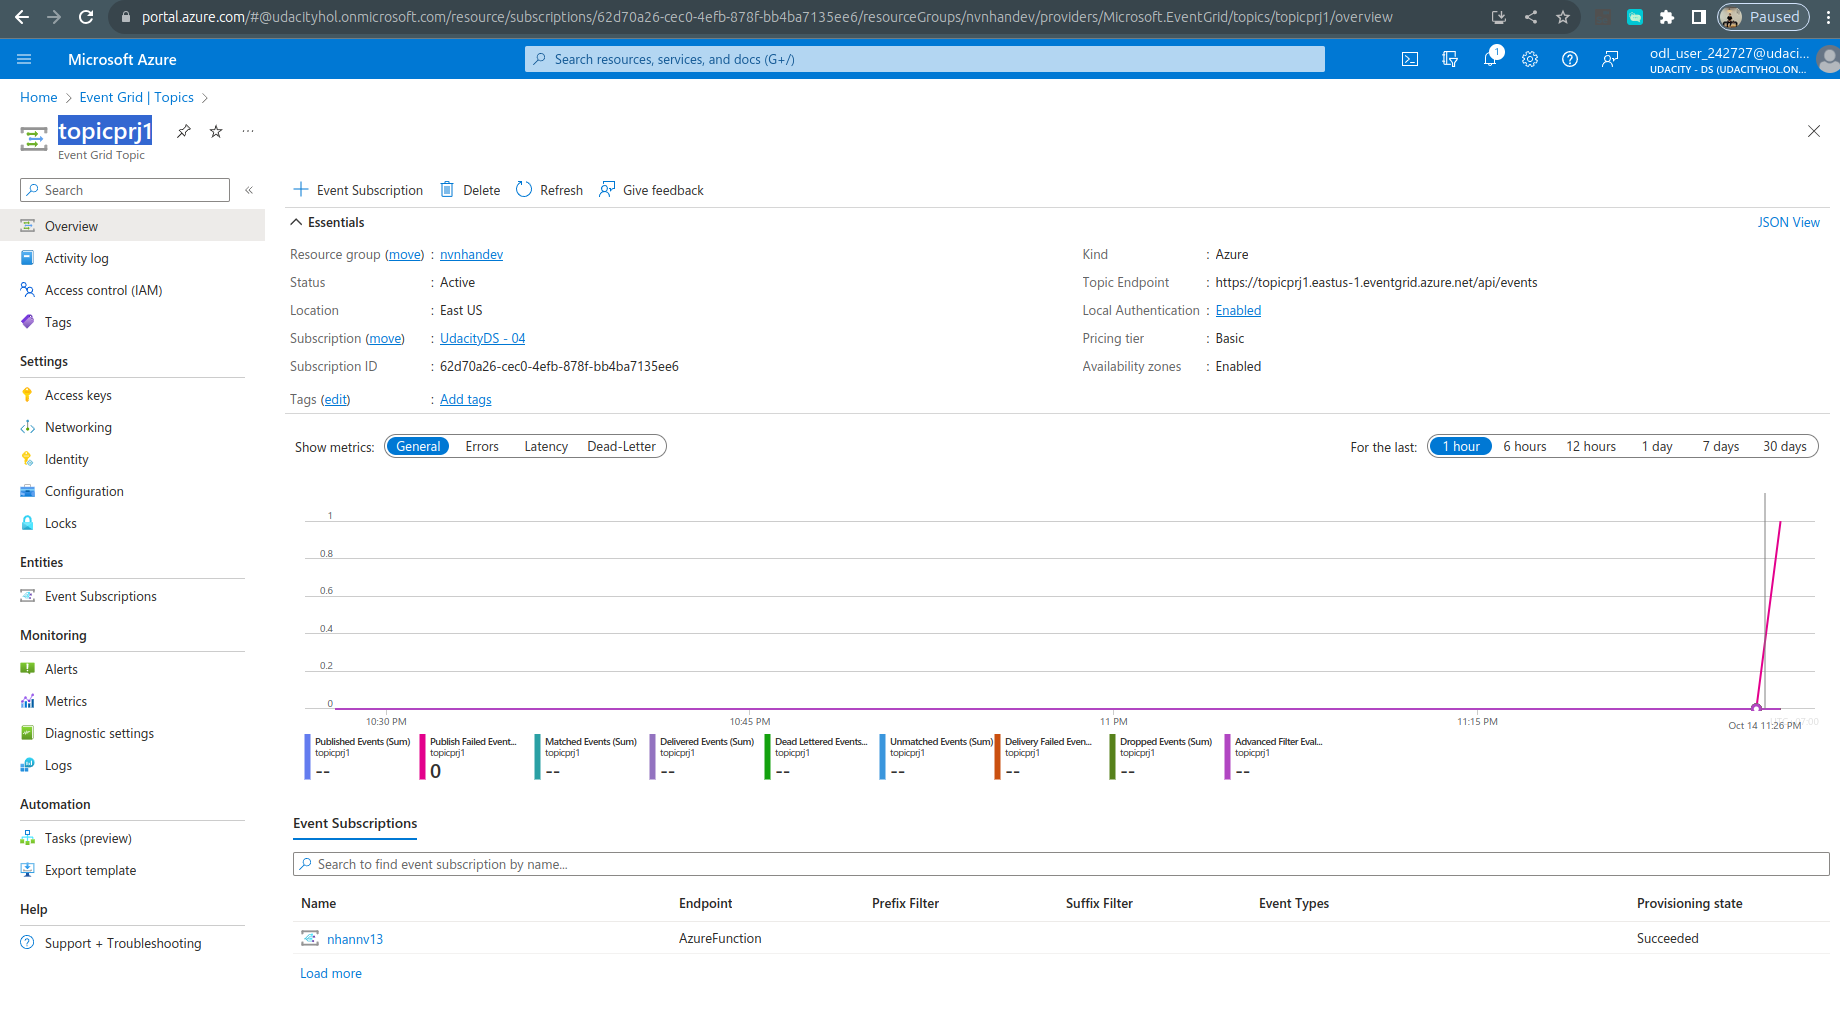 portal.azure.com/#@udacityhol.onmicrosoft.com/resource/subscriptions/62d70a26-cec0-4efb-878f-bb4ba7135ee6/resourceGroups/nvnhandev/providers/Microsoft.EventGrid/topics/topicprj1/overview
Paused
Microsoft Azure
Search resources, services, and docs (G+/)
1
odl_user_242727@udaci...
UDACITY - DS (UDACITYHOL.ON...
Home > Event Grid | Topics >
topicprj1
...
Event Grid Topic
Search
«
Overview
Activity log
Access control (IAM)
Tags
Settings
Access keys
Networking
Identity
Configuration
Locks
Entities
Event Subscriptions
Monitoring
Alerts
Metrics
Diagnostic settings
Logs
Automation
Tasks (preview)
Export template
Help
Support + Troubleshooting
Event Subscription Delete Refresh Give feedback
Essentials
JSON View
Resource group (move) : nvnhandev
Status : Active
Location : East US
Subscription (move) : UdacityDS - 04
Subscription ID : 62d70a26-cec0-4efb-878f-bb4ba7135ee6
Tags (edit) : Add tags
Kind : Azure
Topic Endpoint : https://topicprj1.eastus-1.eventgrid.azure.net/api/events
Local Authentication : Enabled
Pricing tier : Basic
Availability zones : Enabled
Show metrics: General Errors Latency Dead-Letter
For the last: 1 hour 6 hours 12 hours 1 day 7 days 30 days
1
0.8
0.6
0.4
0.2
0
10:30 PM 10:45 PM 11 PM 11:15 PM Oct 14 11:26 PM
Published Events (Sum)
topicprj1
--
Publish Failed Event...
topicprj1
0
Matched Events (Sum)
topicprj1
--
Delivered Events (Sum)
topicprj1
--
Dead Lettered Events...
topicprj1
--
Unmatched Events (Sum)
topicprj1
--
Delivery Failed Even...
topicprj1
--
Dropped Events (Sum)
topicprj1
--
Advanced Filter Eval...
topicprj1
--
Event Subscriptions
Search to find event subscription by name...
Name Endpoint Prefix Filter Suffix Filter Event Types Provisioning state
nhannv13 AzureFunction Succeeded
Load more